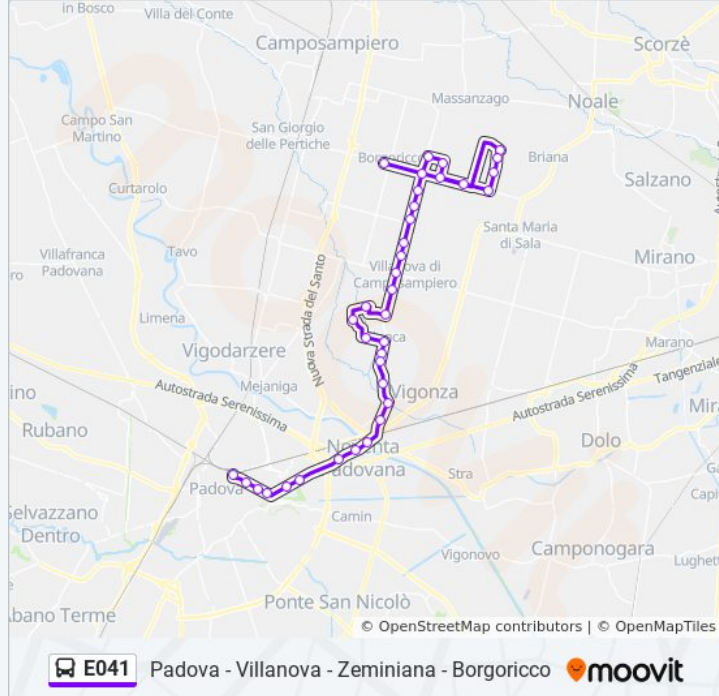 in Bosco
Villa del Conte
Camposampiero
Scorzè
Massanzago
Noale
Campo San
Martino
San Giorgio
delle Pertiche
Borgoricco
Briana
Curtarolo
Salzano
Santa Maria
di Sala
Tavo
Villafranca
Padovana
Villanova di
Camposampiero
Mirano
ro
Limena
Nuova Strada del Santo
Marano
Vigodarzere
Tangenziale
Mejaniga
Vigonza
Autostrada Serenissima
Autostrada Serenissima
ino
Rubano
Dolo
Noventa
Padovana
Stra
Padova
Selvazzano
Dentro
Camin
Vigonovo
Camponogara
Ponte San Nicolò
Abano Terme
© OpenStreetMap contributors | © OpenMapTiles
E041 Padova - Villanova - Zeminiana - Borgoricco moovit